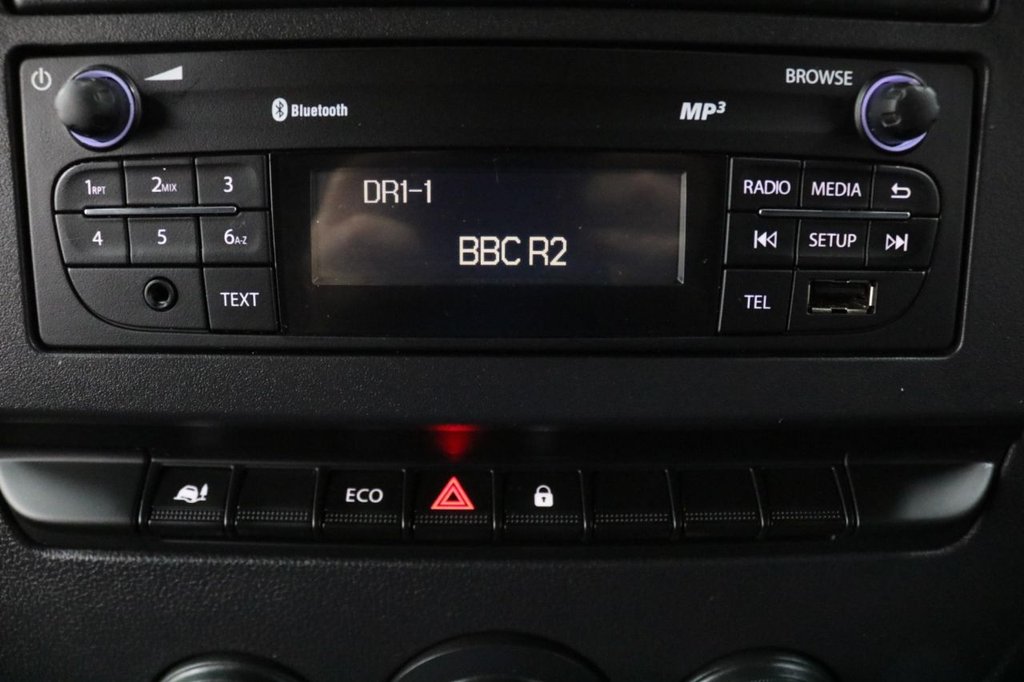 BROWSE
Bluetooth
MP3
1RPT 2MIX 3
4 5 6A-Z
TEXT
DR1-1
BBC R2
RADIO MEDIA
SETUP
TEL
ECO